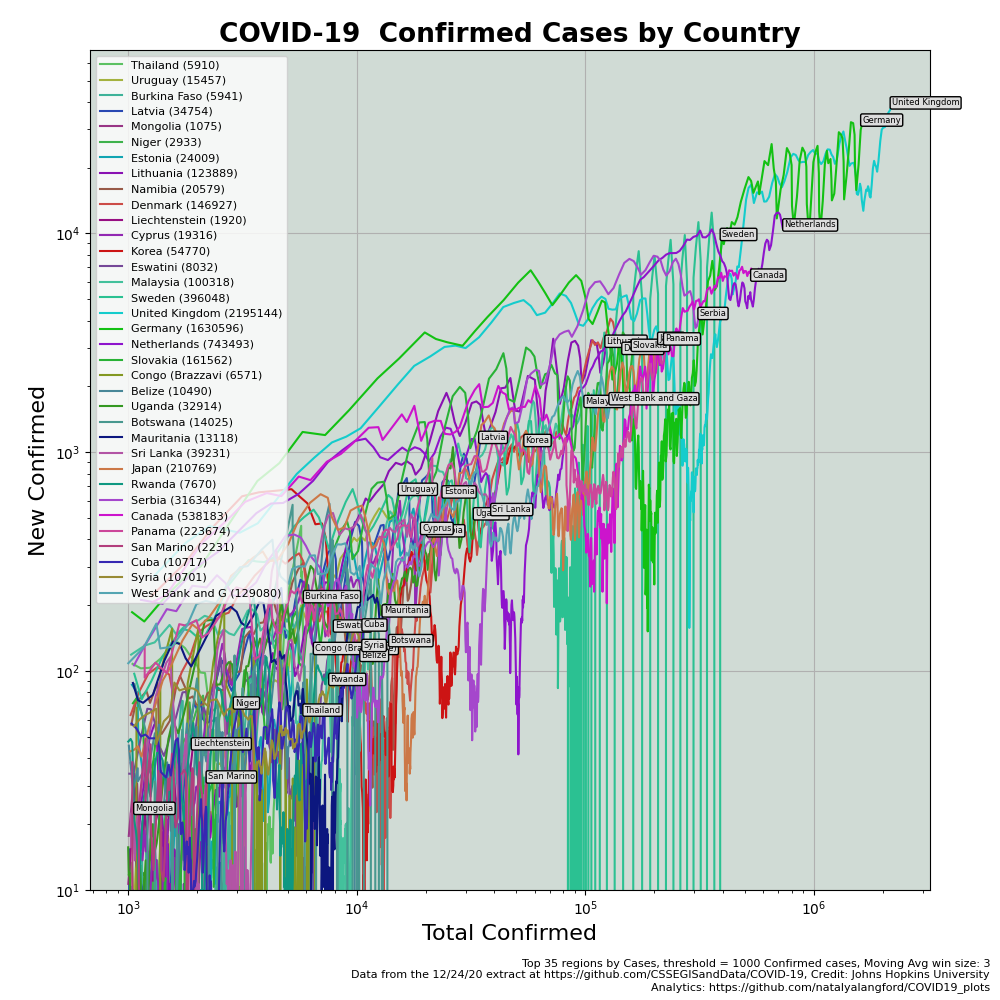 COVID-19  Confirmed Cases by Country
Thailand (5910)
Uruguay (15457)
Burkina Faso (5941)
Latvia (34754)
Mongolia (1075)
Niger (2933)
Estonia (24009)
Lithuania (123889)
Namibia (20579)
Denmark (146927)
Liechtenstein (1920)
Cyprus (19316)
Korea (54770)
Eswatini (8032)
Malaysia (100318)
Sweden (396048)
United Kingdom (2195144)
Germany (1630596)
Netherlands (743493)
Slovakia (161562)
Congo (Brazzavi (6571)
Belize (10490)
Uganda (32914)
Botswana (14025)
Mauritania (13118)
Sri Lanka (39231)
Japan (210769)
Rwanda (7670)
Serbia (316344)
Canada (538183)
Panama (223674)
San Marino (2231)
Cuba (10717)
Syria (10701)
West Bank and G (129080)
United Kingdom
Germany
Netherlands
Sweden
Canada
Serbia
Panama
Slovakia
West Bank and Gaza
Latvia
Korea
Uruguay
Estonia
Sri Lanka
Cyprus
Burkina Faso
Mauritania
Cuba
Botswana
Syria
Belize
Rwanda
Niger
Thailand
Liechtenstein
San Marino
Mongolia
New Confirmed
10⁴
10³
10²
10¹
10³
10⁴
10⁵
10⁶
Total Confirmed
Top 35 regions by Cases, threshold = 1000 Confirmed cases, Moving Avg win size: 3
Data from the 12/24/20 extract at https://github.com/CSSEGISandData/COVID-19, Credit: Johns Hopkins University
Analytics: https://github.com/natalyalangford/COVID19_plots